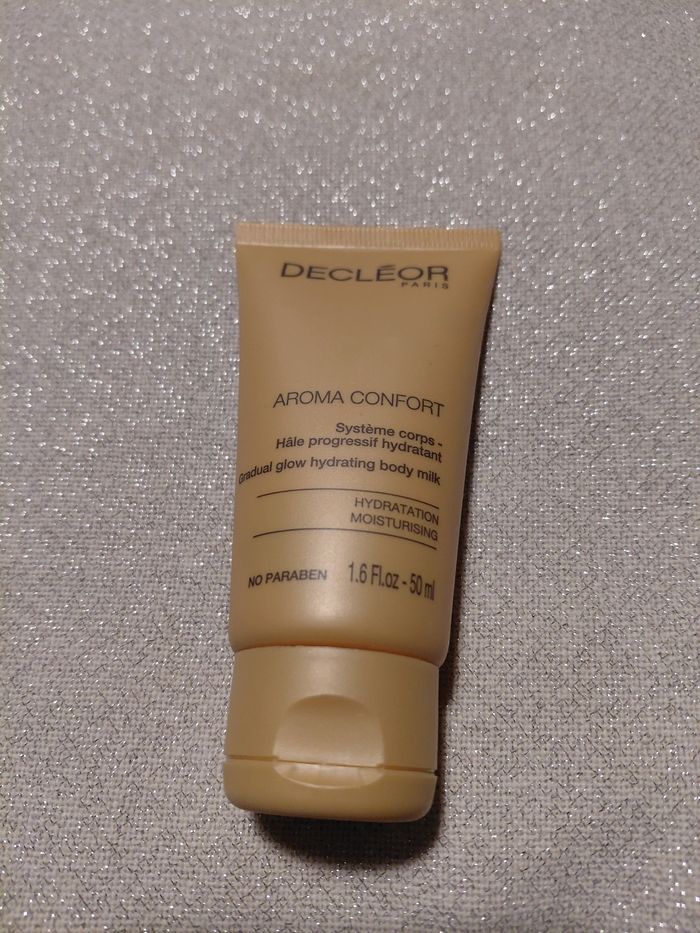 DECLÉOR
PARIS
AROMA CONFORT
Système corps -
Hâle progressif hydratant
Gradual glow hydrating body milk
HYDRATATION
MOISTURISING
NO PARABEN 1.6 Fl.oz - 50 ml